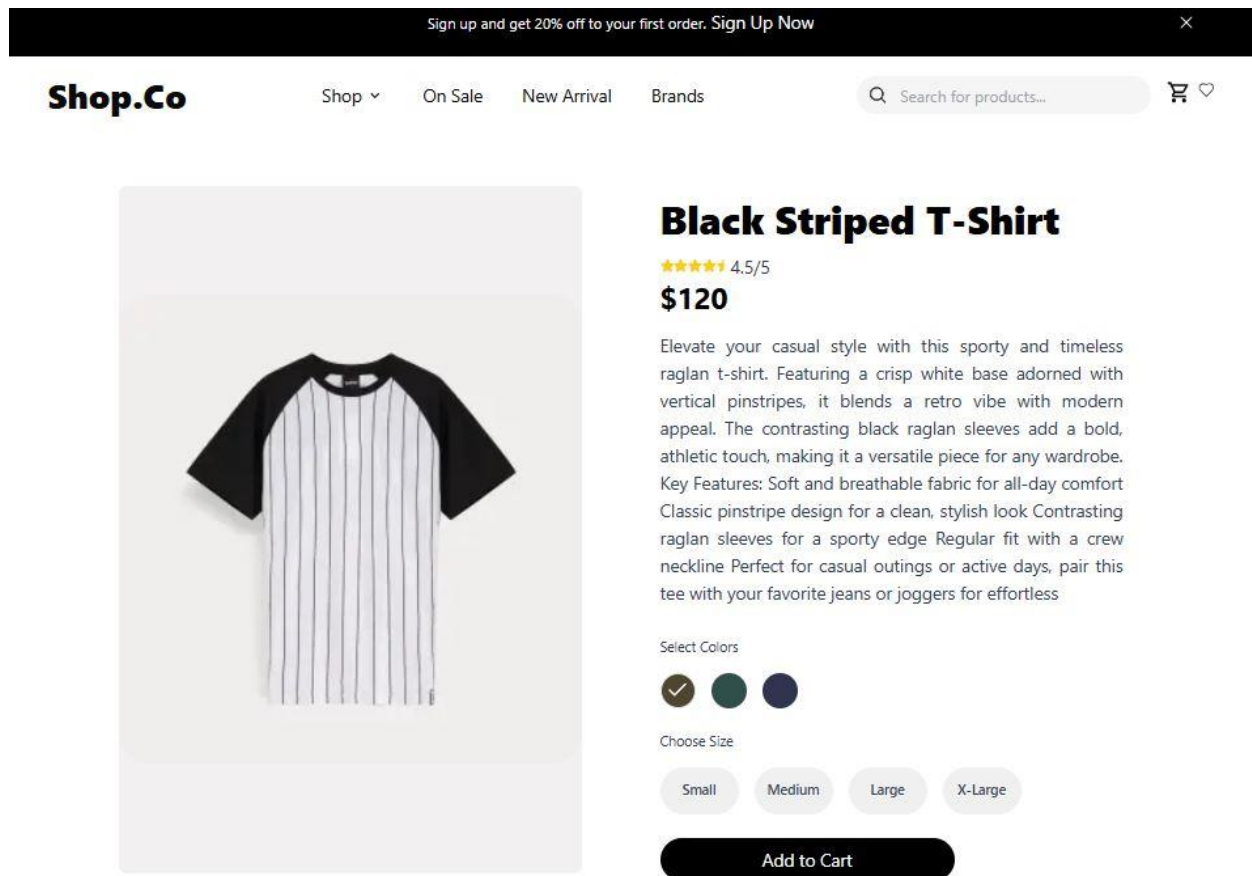 Sign up and get 20% off to your first order. Sign Up Now
Shop.Co
Shop
On Sale
New Arrival
Brands
Search for products...
Black Striped T-Shirt
4.5/5
$120
Elevate your casual style with this sporty and timeless
raglan t-shirt. Featuring a crisp white base adorned with
vertical pinstripes, it blends a retro vibe with modern
appeal. The contrasting black raglan sleeves add a bold,
athletic touch, making it a versatile piece for any wardrobe.
Key Features: Soft and breathable fabric for all-day comfort
Classic pinstripe design for a clean, stylish look Contrasting
raglan sleeves for a sporty edge Regular fit with a crew
neckline Perfect for casual outings or active days, pair this
tee with your favorite jeans or joggers for effortless
Select Colors
Choose Size
Small
Medium
Large
X-Large
Add to Cart